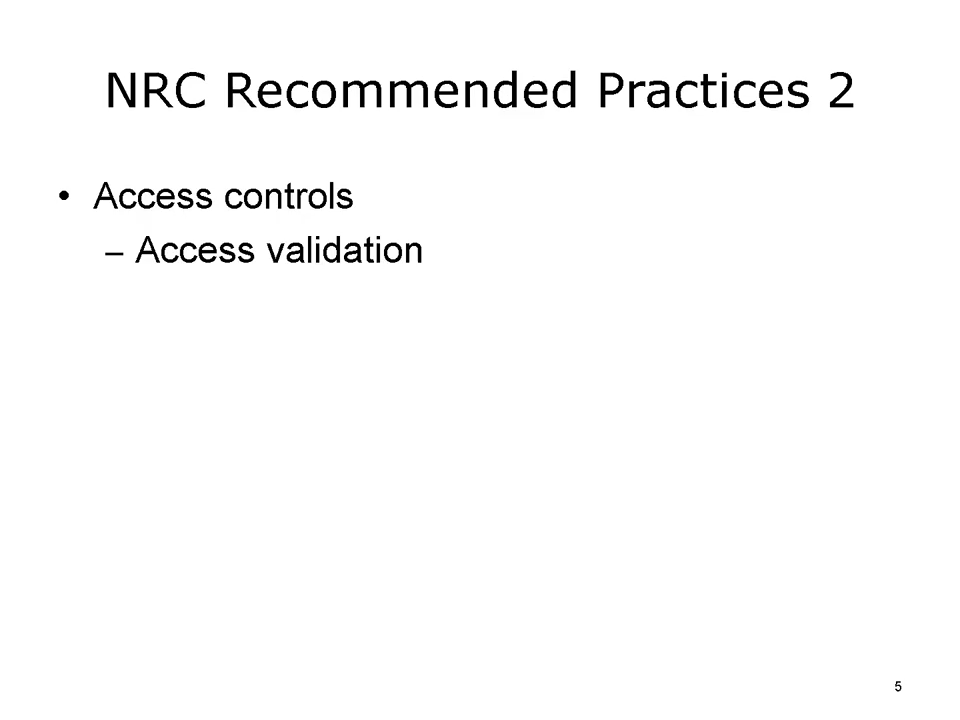 NRC Recommended Practices 2
• Access controls
– Access validation
5